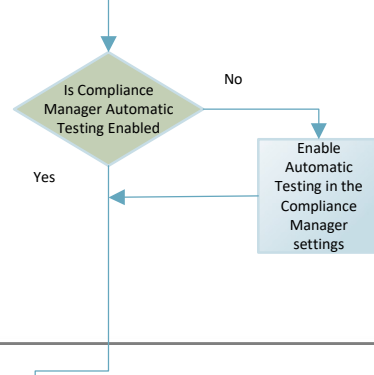 Is Compliance
Manager Automatic
Testing Enabled
No
Yes
Enable
Automatic
Testing in the
Compliance
Manager
settings